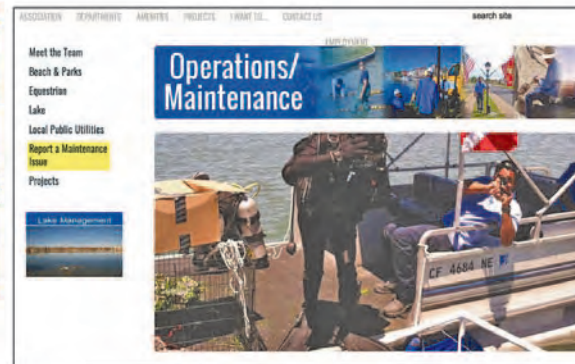 ASSOCIATION DEPARTMENTS AMENITIES PROJECTS I WANT TO... CONTACT US search site
EMPLOYMENT
Meet the Team
Beach & Parks
Equestrian
Lake
Local Public Utilities
Report a Maintenance
Issue
Projects
Operations/
Maintenance
Lake Management
CF 4684 NE